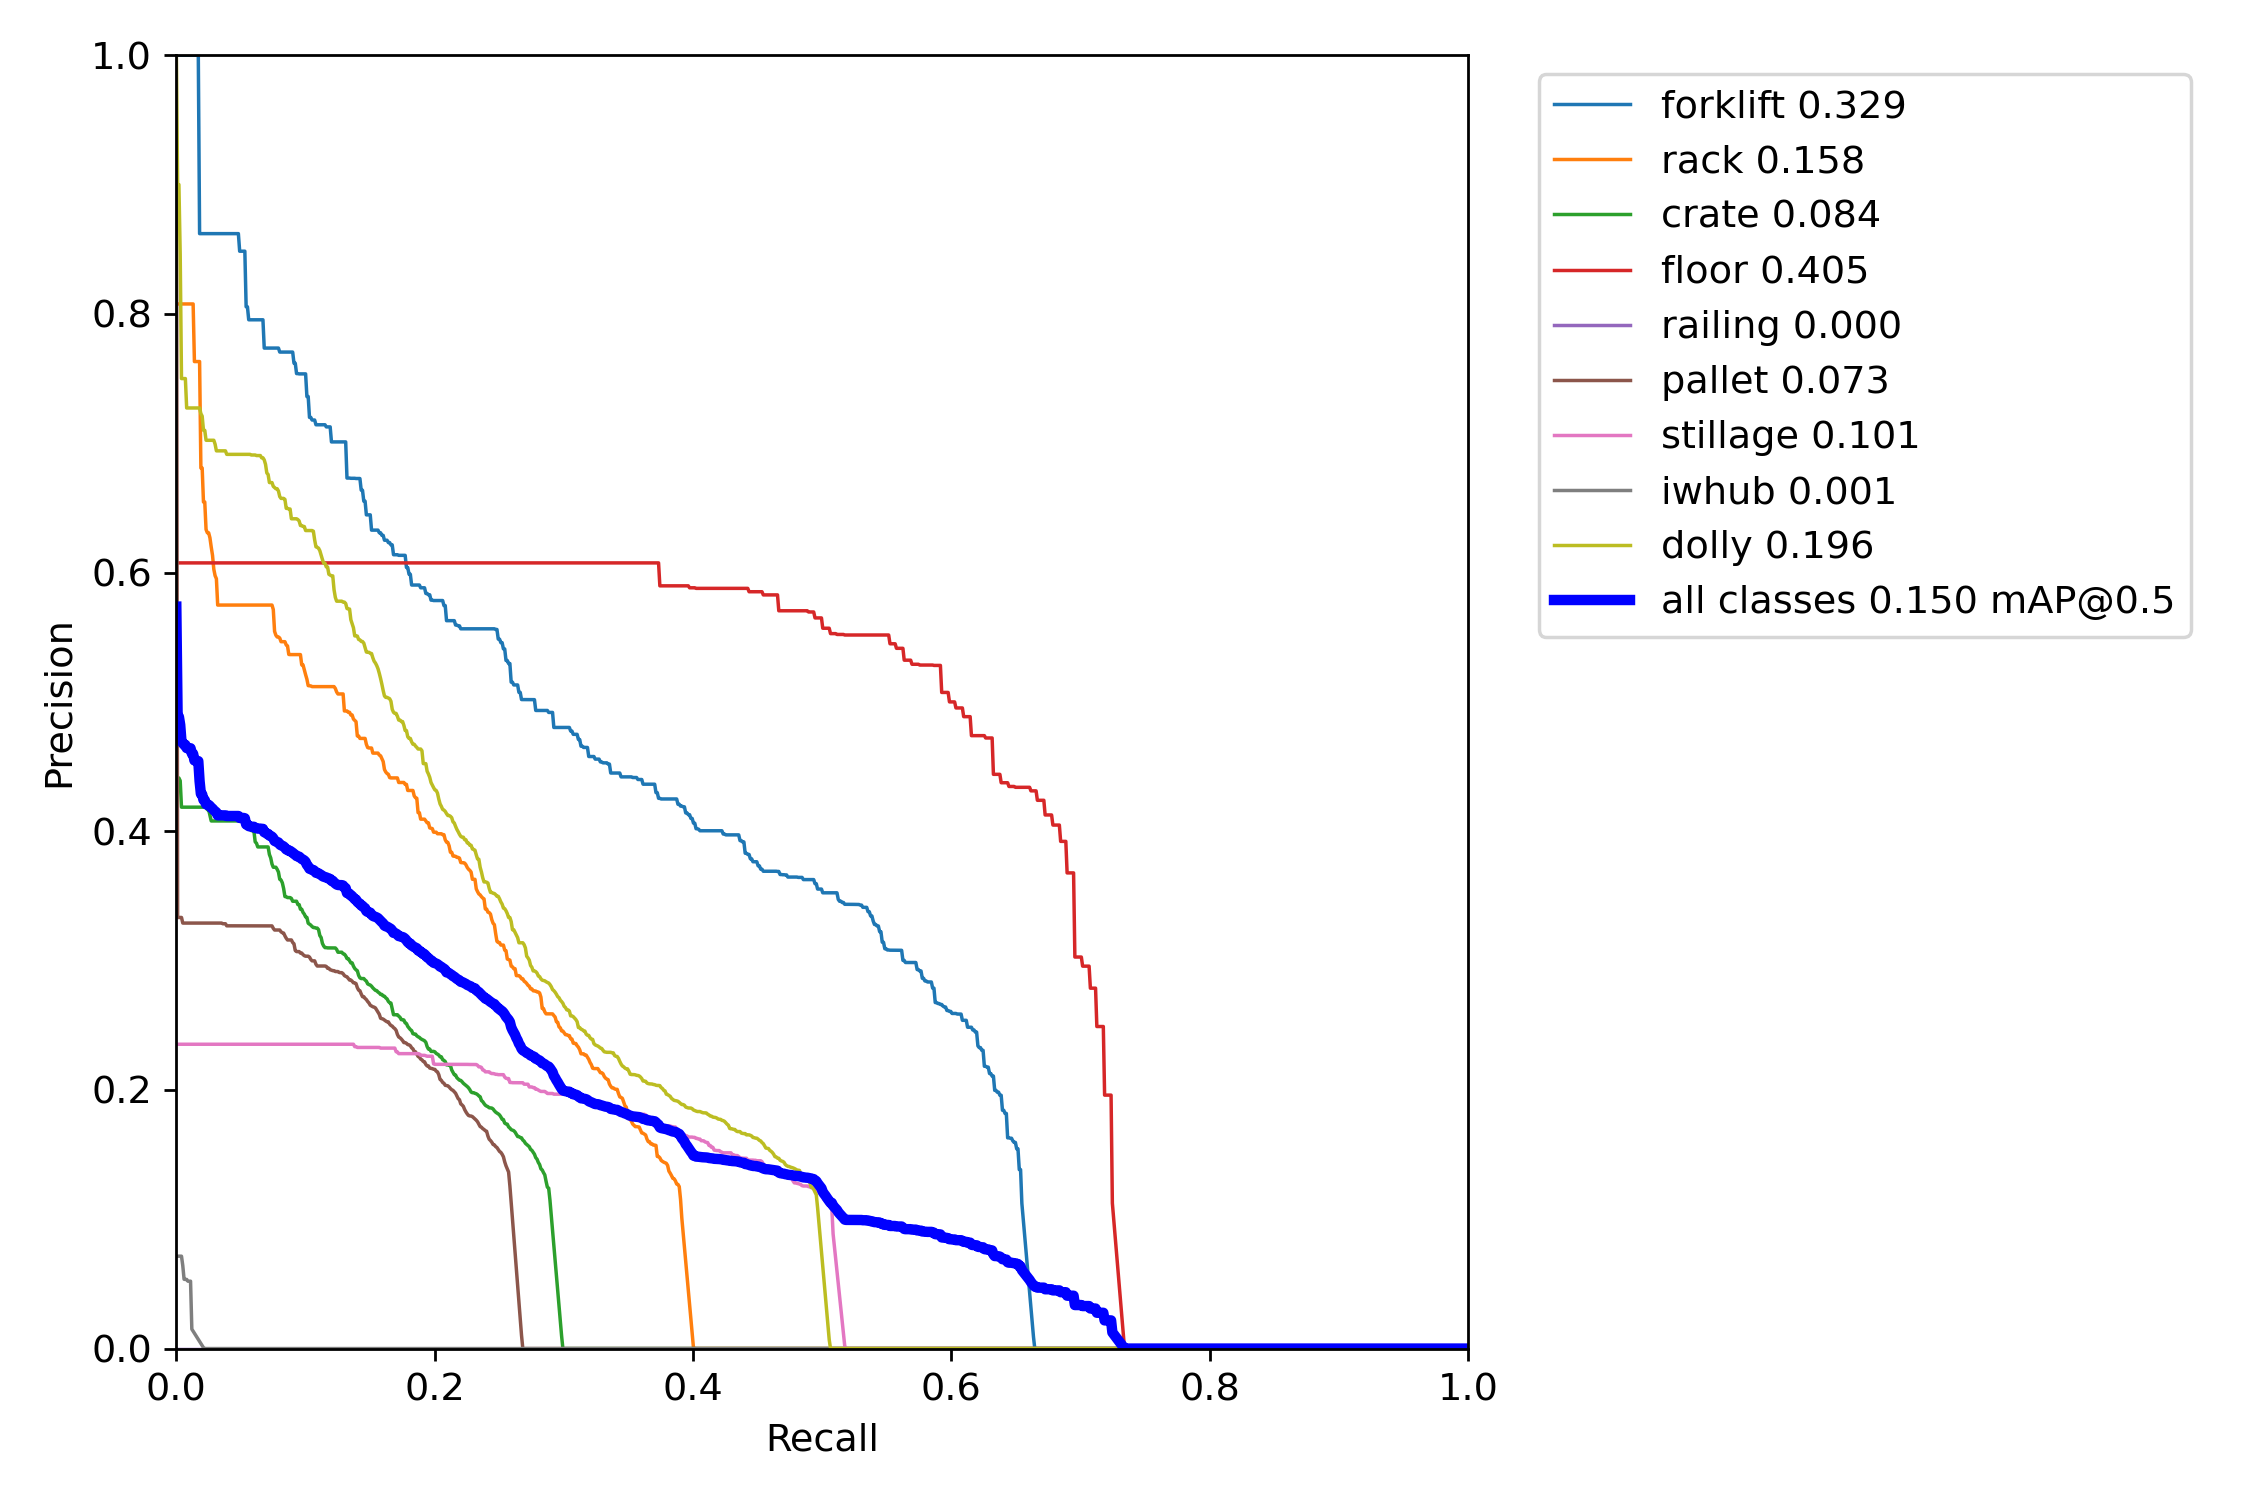 1.0
0.8
0.6
0.4
0.2
0.0
0.0 0.2 0.4 0.6 0.8 1.0
Precision
Recall
forklift 0.329
rack 0.158
crate 0.084
floor 0.405
railing 0.000
pallet 0.073
stillage 0.101
iwhub 0.001
dolly 0.196
all classes 0.150 mAP@0.5